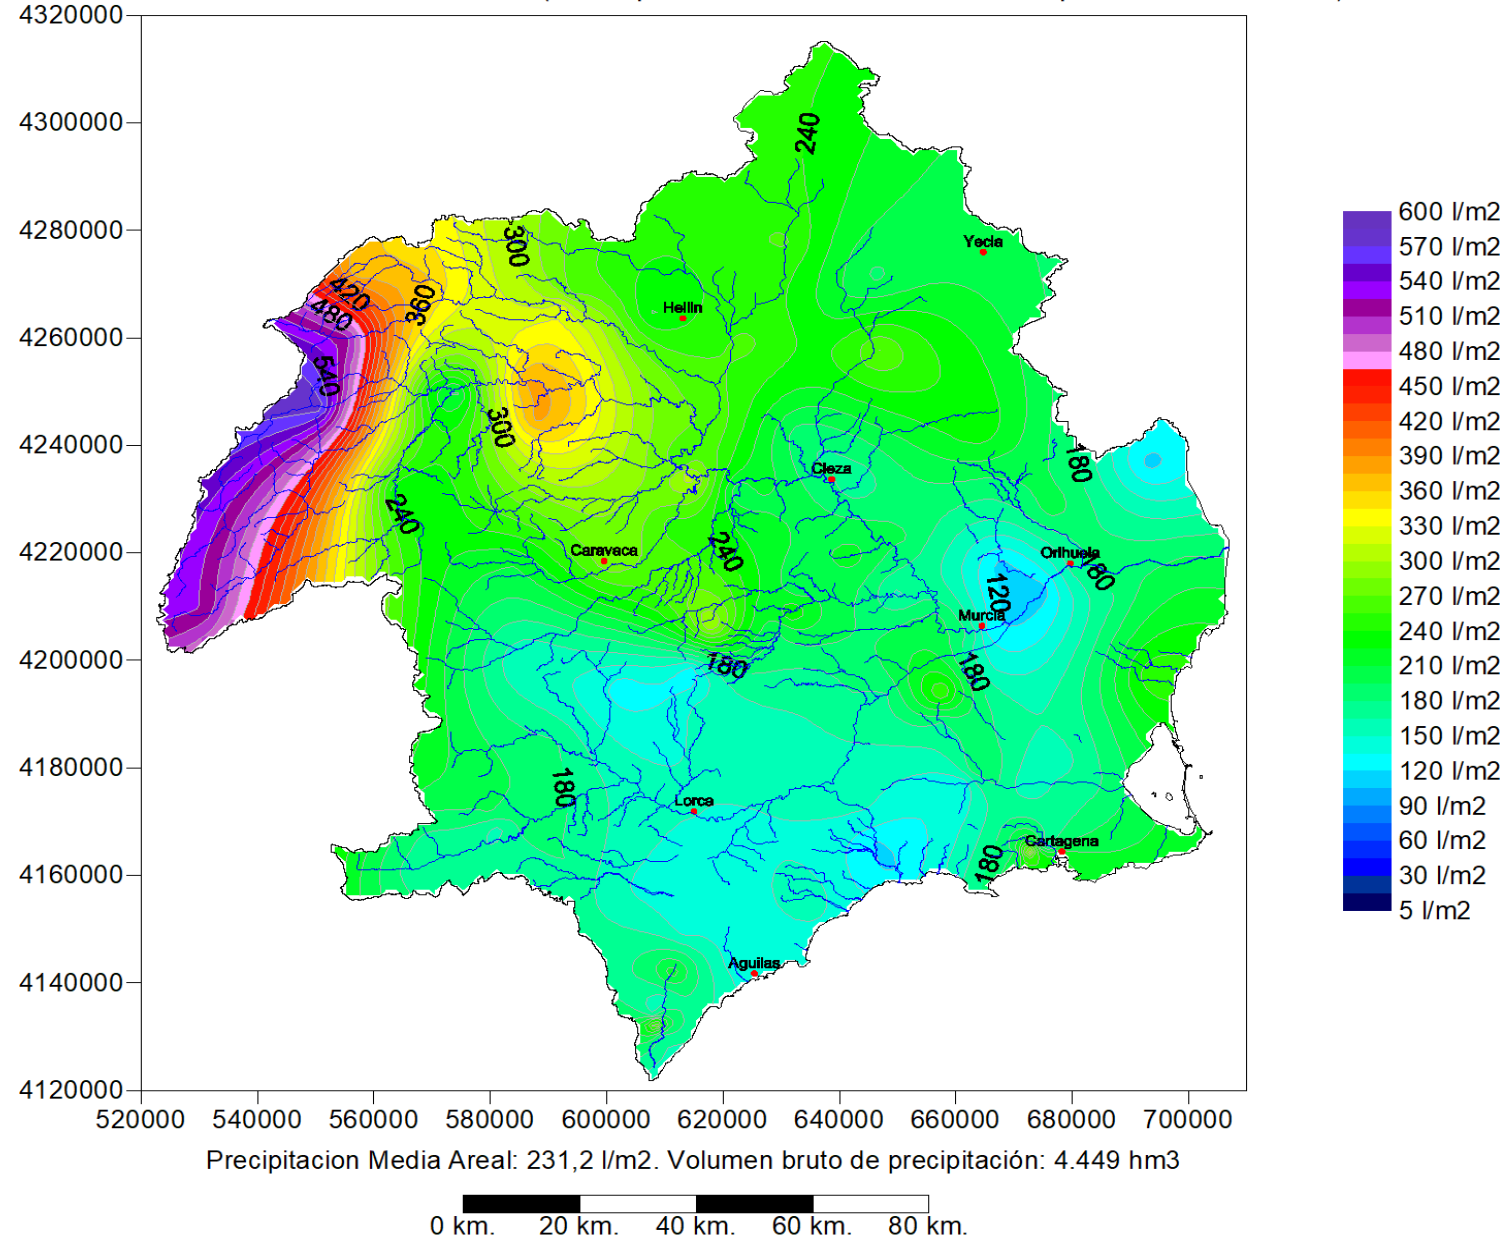 4320000
4300000
240
4280000
300
Yecla
600 l/m2
570 l/m2
540 l/m2
510 l/m2
480 l/m2
450 l/m2
420 l/m2
390 l/m2
360 l/m2
330 l/m2
300 l/m2
270 l/m2
240 l/m2
210 l/m2
180 l/m2
150 l/m2
120 l/m2
90 l/m2
60 l/m2
30 l/m2
5 l/m2
420
480
360
Hellin
4260000
540
300
4240000
180
Cieza
240
4220000
Caravaca
240
Orihuela
180
120
Murcia
4200000
180
180
4180000
180
Lorca
Cartagena
180
4160000
Aguilas
4140000
4120000
520000 540000 560000 580000 600000 620000 640000 660000 680000 700000
Precipitacion Media Areal: 231,2 l/m2. Volumen bruto de precipitación: 4.449 hm3
0 km. 20 km. 40 km. 60 km. 80 km.